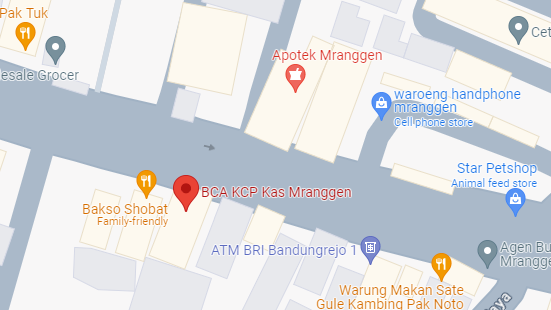 Pak Tuk
esale Grocer
Apotek Mranggen
Cet
waroeng handphone
mranggen
Cell phone store
Star Petshop
Animal feed store
BCA KCP Kas Mranggen
Bakso Shobat
Family-friendly
ATM BRI Bandungrejo 1
Agen Bu
Mrangge
Warung Makan Sate
Gule Kambing Pak Noto
aya